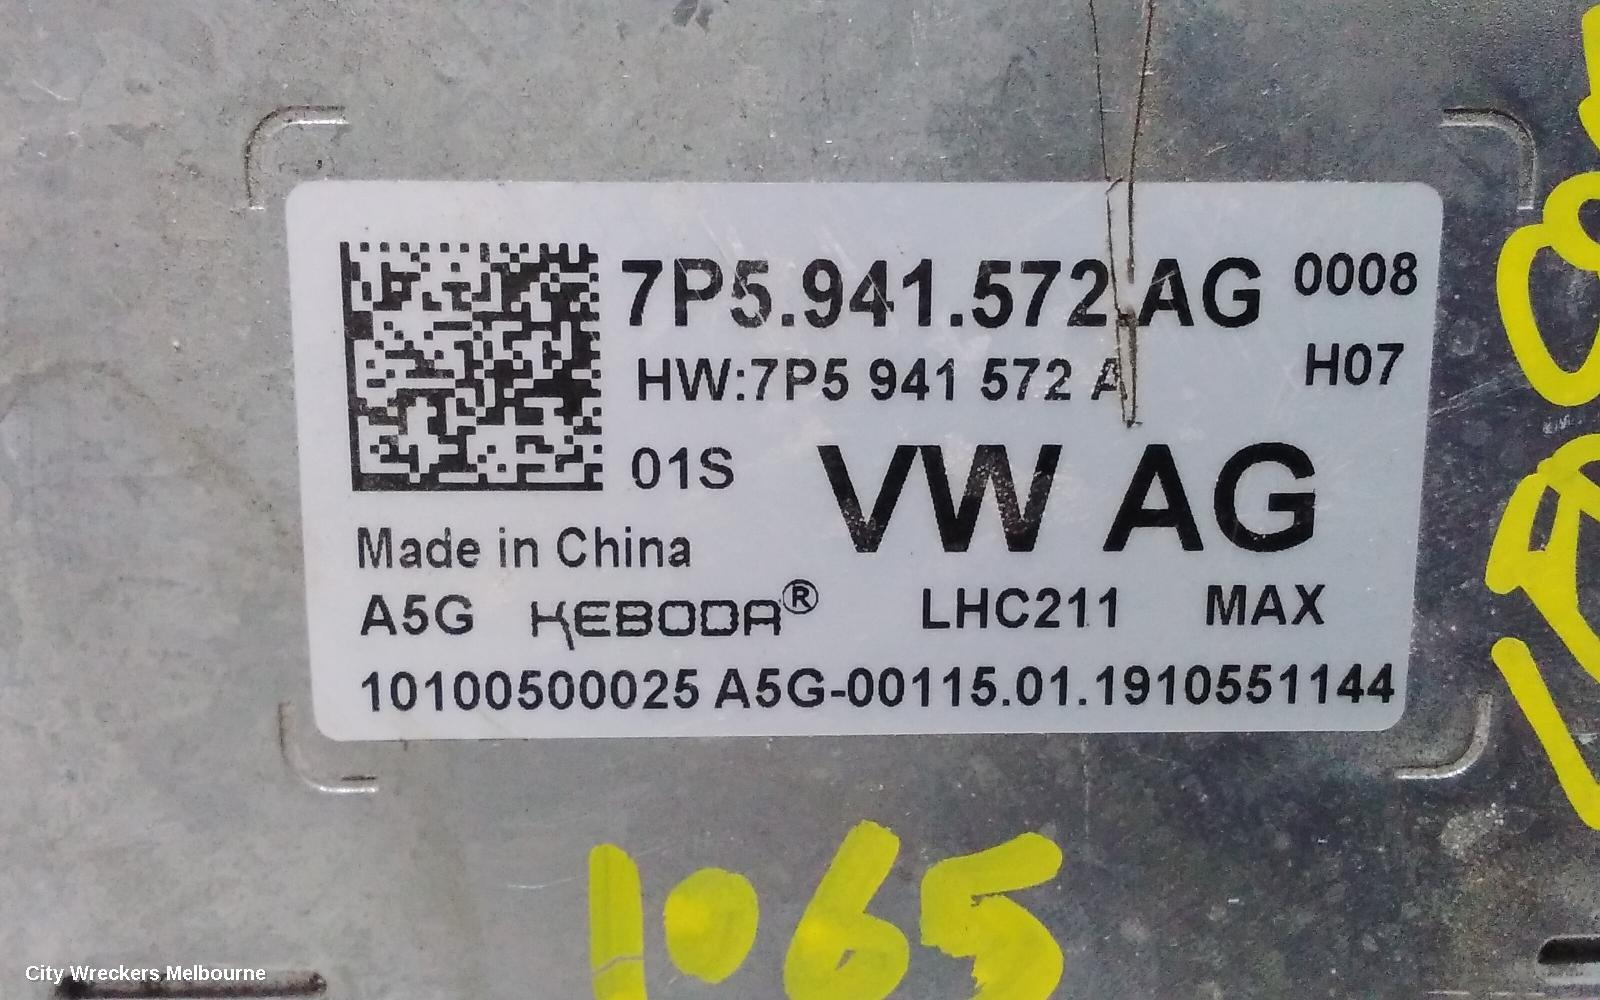 7P5.941.572 AG 0008
HW:7P5 941 572 A H07
01S VW AG
Made in China
A5G KEBODA® LHC211 MAX
10100500025 A5G-00115.01.1910551144
1065
City Wreckers Melbourne